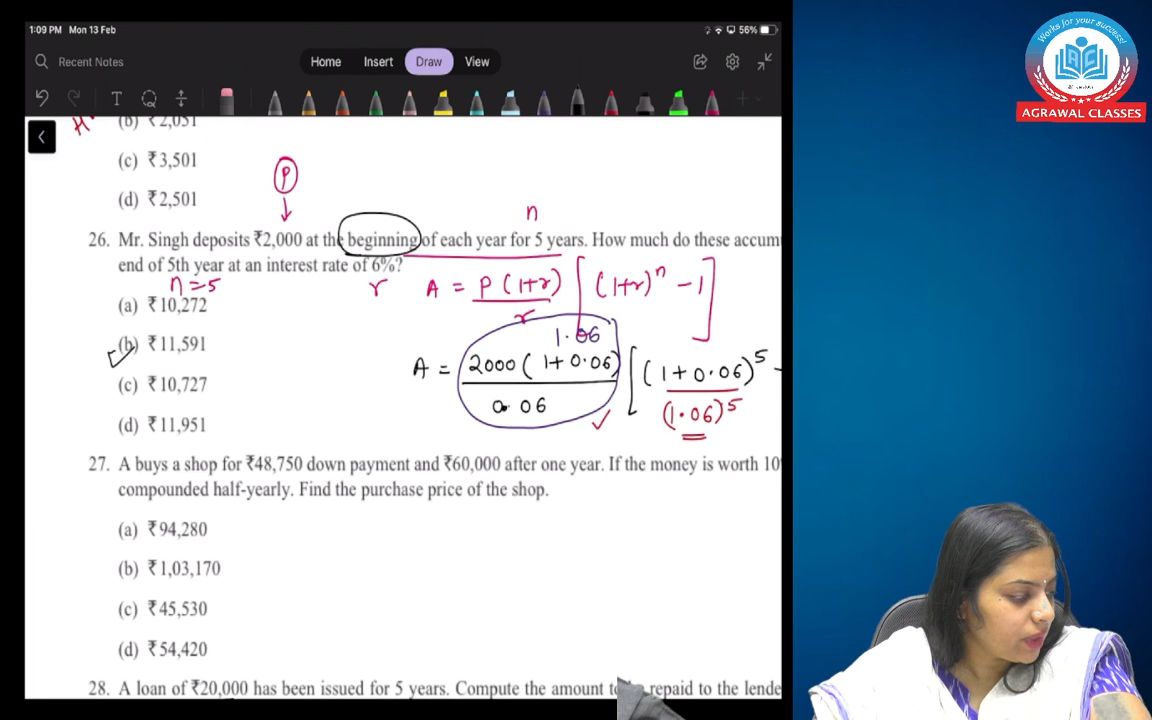 1:09 PM Mon 13 Feb
56%
Works for your success!
AC
AGRAWAL CLASSES
Recent Notes
Home Insert Draw View
T
(b) ₹2,051
(c) ₹3,501
(d) ₹2,501
P
n
26. Mr. Singh deposits ₹2,000 at the beginning of each year for 5 years. How much do these accum
end of 5th year at an interest rate of 6%?
n = 5
r
A = P (1+r) / r [ (1+r)^n - 1 ]
(a) ₹10,272
(b) ₹11,591
(c) ₹10,727
(d) ₹11,951
1.06
A = 2000 ( 1 + 0.06) / 0.06 [ ( 1 + 0.06 )^5 -
(1.06)^5
27. A buys a shop for ₹48,750 down payment and ₹60,000 after one year. If the money is worth 10
compounded half-yearly. Find the purchase price of the shop.
(a) ₹94,280
(b) ₹1,03,170
(c) ₹45,530
(d) ₹54,420
28. A loan of ₹20,000 has been issued for 5 years. Compute the amount repaid to the lende